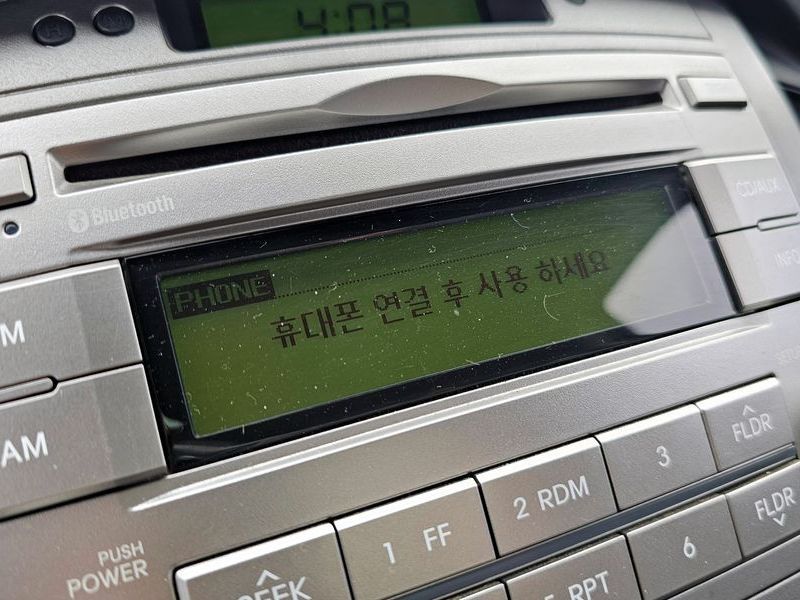 4:08
Bluetooth
CD/AUX
INFO
PHONE
휴대폰 연결 후 사용 하세요
AM
PUSH
POWER
1 FF
2 RDM
3
FLDR
6
FLDR
RPT